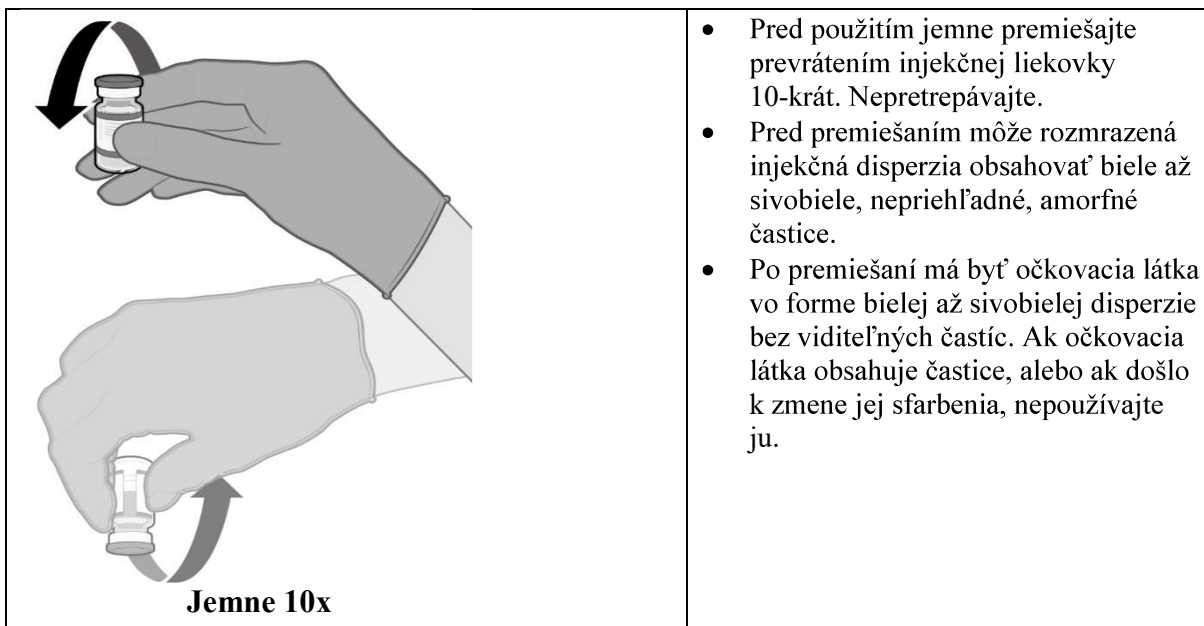 Jemne 10x
• Pred použitím jemne premiešajte
prevrátením injekčnej liekovky
10-krát. Nepretrepávajte.
• Pred premiešaním môže rozmrazená
injekčná disperzia obsahovať biele až
sivobiele, nepriehľadné, amorfné
častice.
• Po premiešaní má byť očkovacia látka
vo forme bielej až sivobielej disperzie
bez viditeľných častíc. Ak očkovacia
látka obsahuje častice, alebo ak došlo
k zmene jej sfarbenia, nepoužívajte
ju.